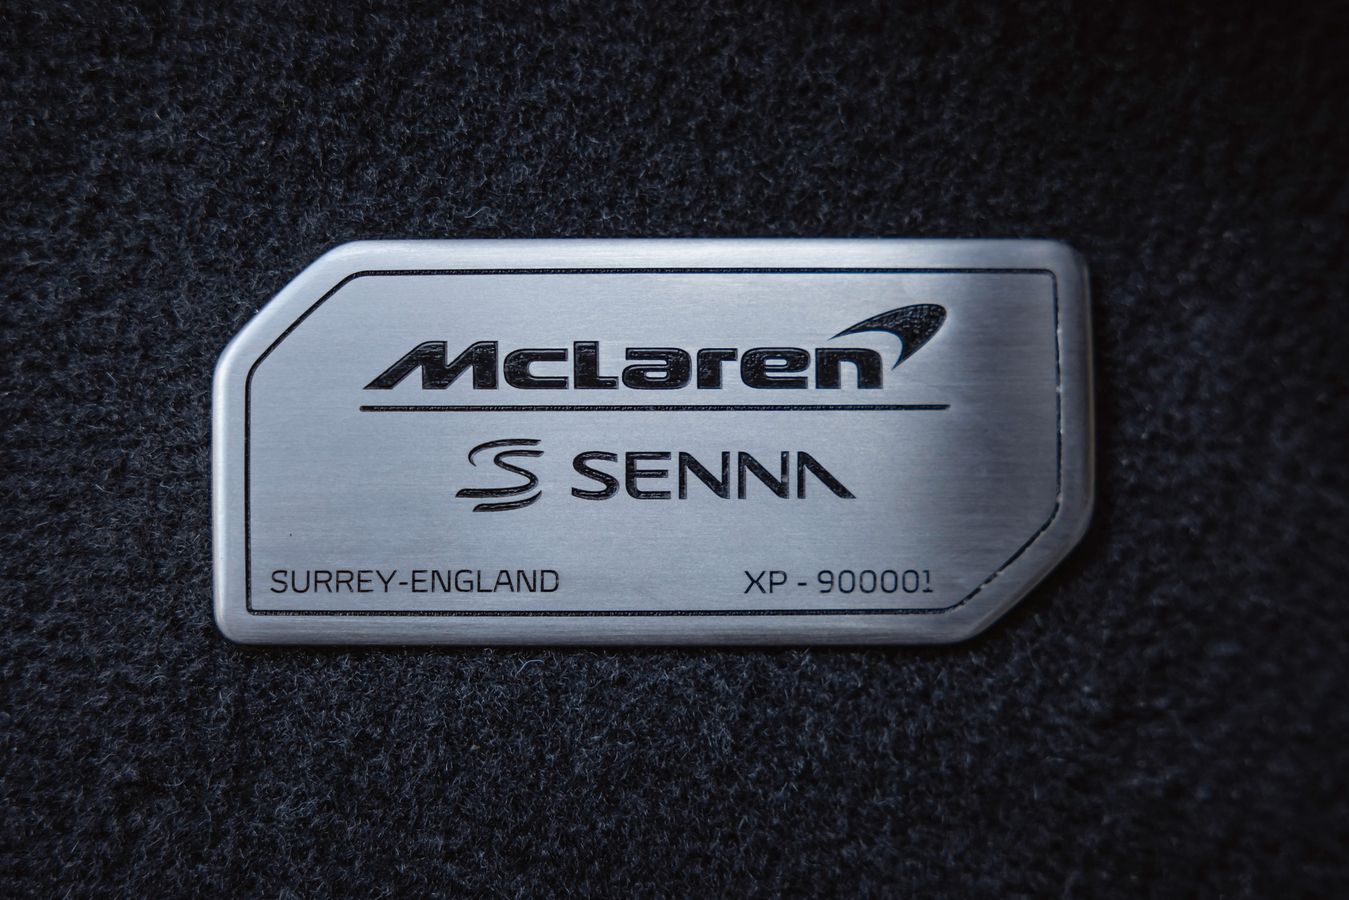 McLaren
S SENNA
SURREY-ENGLAND XP - 900001